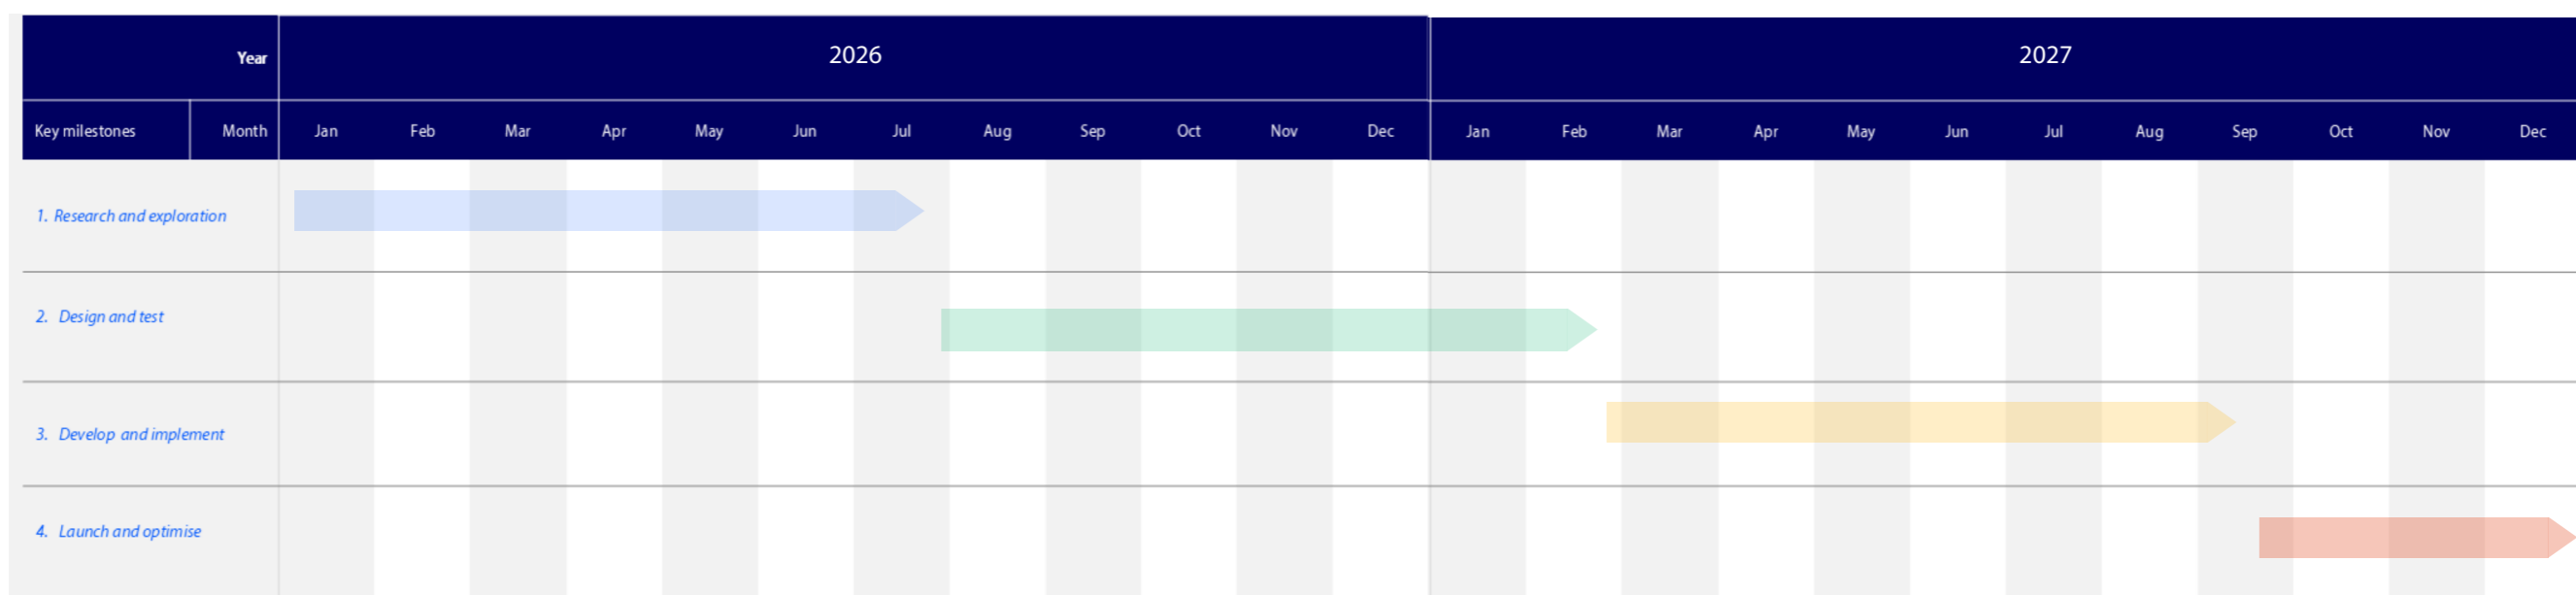 Year 2026 2027
Key milestones Month Jan Feb Mar Apr May Jun Jul Aug Sep Oct Nov Dec Jan Feb Mar Apr May Jun Jul Aug Sep Oct Nov Dec
1. Research and exploration
2. Design and test
3. Develop and implement
4. Launch and optimise